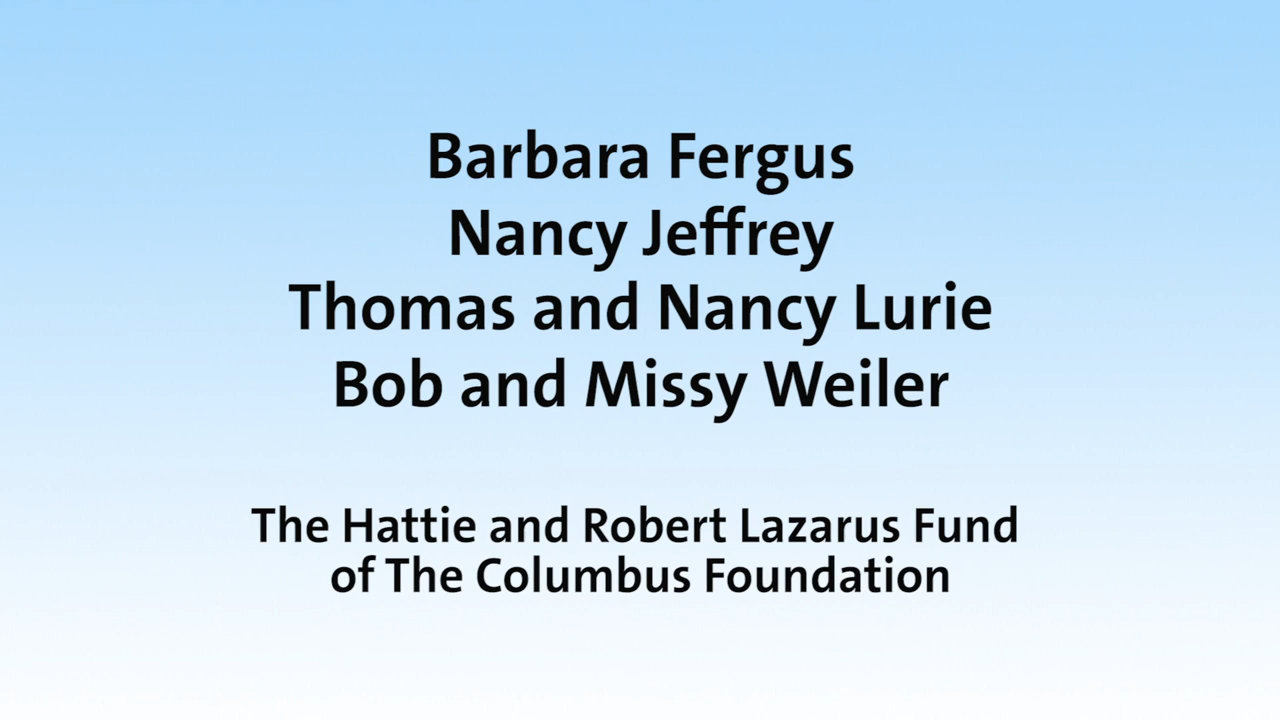 Barbara Fergus
Nancy Jeffrey
Thomas and Nancy Lurie
Bob and Missy Weiler
The Hattie and Robert Lazarus Fund
of The Columbus Foundation